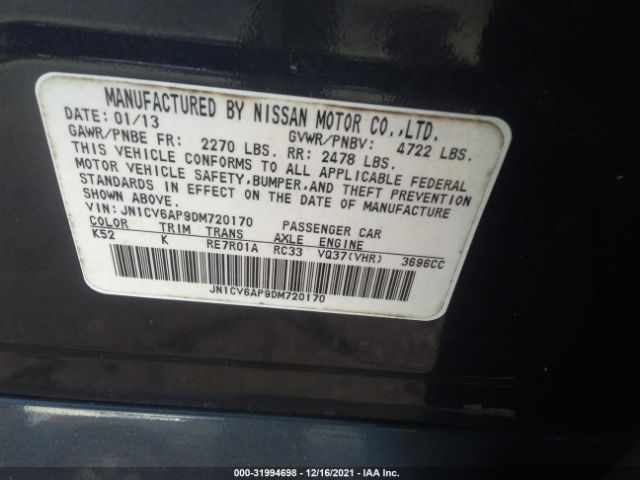 MANUFACTURED BY NISSAN MOTOR CO.,LTD.
DATE: 01/13 GVWR/PNBV: 4722 LBS.
GAWR/PNBE FR: 2270 LBS. RR: 2478 LBS.
THIS VEHICLE CONFORMS TO ALL APPLICABLE FEDERAL
MOTOR VEHICLE SAFETY,BUMPER,AND THEFT PREVENTION
STANDARDS IN EFFECT ON THE DATE OF MANUFACTURE
SHOWN ABOVE.
VIN: JN1CV6AP9DM720170 PASSENGER CAR
COLOR TRIM TRANS AXLE ENGINE
K52 K RE7R01A RC33 VQ37(VHR) 3696CC
JN1CV6AP9DM720170
000-31994698 - 12/16/2021 - IAA Inc.